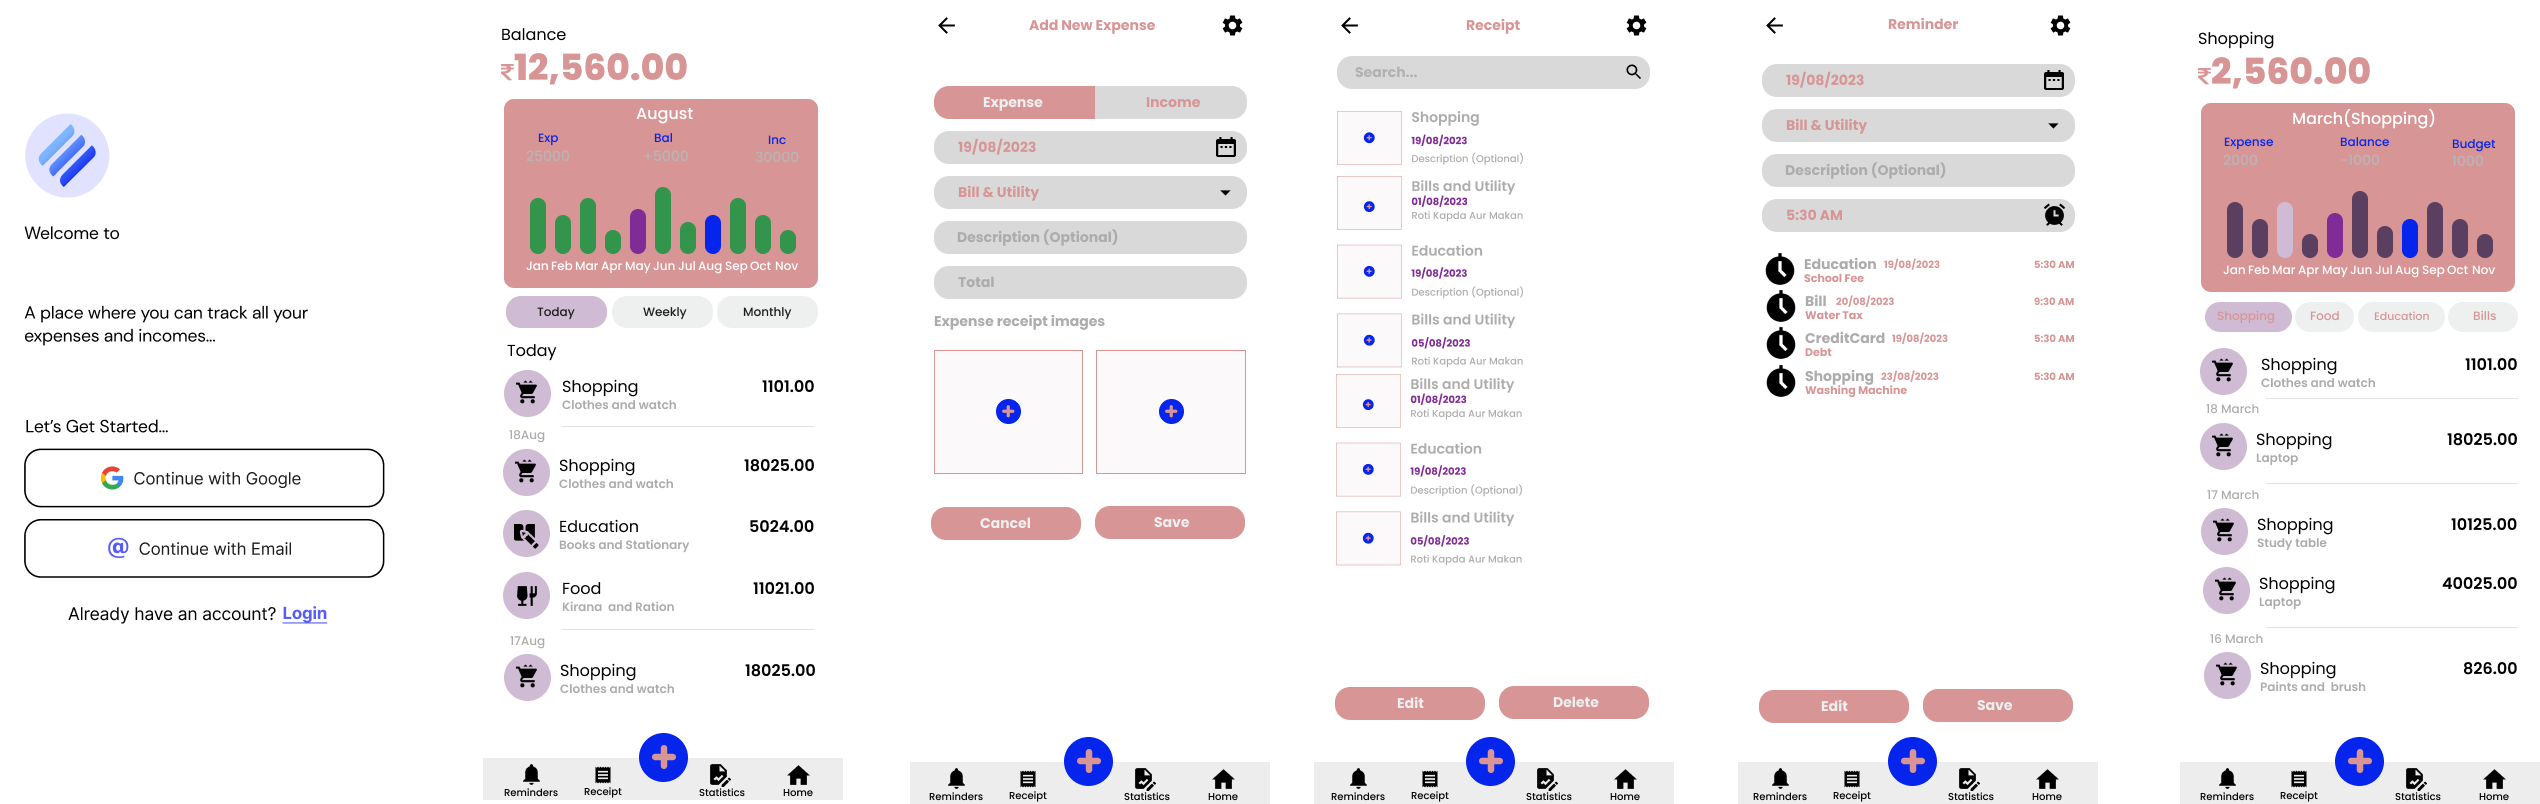 Welcome to
A place where you can track all your
expenses and incomes...
Let's Get Started...
Continue with Google
@ Continue with Email
Already have an account? Login
Balance
₹12,560.00
August
Exp Bal Inc
25000 +5000 30000
Jan Feb Mar Apr May Jun Jul Aug Sep Oct Nov
Today Weekly Monthly
Today
Shopping 1101.00
Clothes and watch
18Aug
Shopping 18025.00
Clothes and watch
Education 5024.00
Books and Stationary
Food 11021.00
Kirana and Ration
17Aug
Shopping 18025.00
Clothes and watch
Reminders Receipt Statistics Home
Add New Expense
Expense Income
19/08/2023
Bill & Utility
Description (Optional)
Total
Expense receipt images
Cancel Save
Reminders Receipt Statistics Home
Receipt
Search...
Shopping
19/08/2023
Description (Optional)
Bills and Utility
01/08/2023
Roti Kapda Aur Makan
Education
19/08/2023
Description (Optional)
Bills and Utility
05/08/2023
Roti Kapda Aur Makan
Bills and Utility
01/08/2023
Roti Kapda Aur Makan
Education
19/08/2023
Description (Optional)
Bills and Utility
05/08/2023
Roti Kapda Aur Makan
Edit Delete
Reminders Receipt Statistics Home
Reminder
19/08/2023
Bill & Utility
Description (Optional)
5:30 AM
Education 19/08/2023 5:30 AM
School Fee
Bill 20/08/2023 9:30 AM
Water Tax
CreditCard 19/08/2023 5:30 AM
Debt
Shopping 23/08/2023 5:30 AM
Washing Machine
Edit Save
Reminders Receipt Statistics Home
Shopping
₹2,560.00
March(Shopping)
Expense Balance Budget
2000 -1000 1000
Jan Feb Mar Apr May Jun Jul Aug Sep Oct Nov
Shopping Food Education Bills
Shopping 1101.00
Clothes and watch
18 March
Shopping 18025.00
Laptop
17 March
Shopping 10125.00
Study table
Shopping 40025.00
Laptop
16 March
Shopping 826.00
Paints and brush
Reminders Receipt Statistics Home